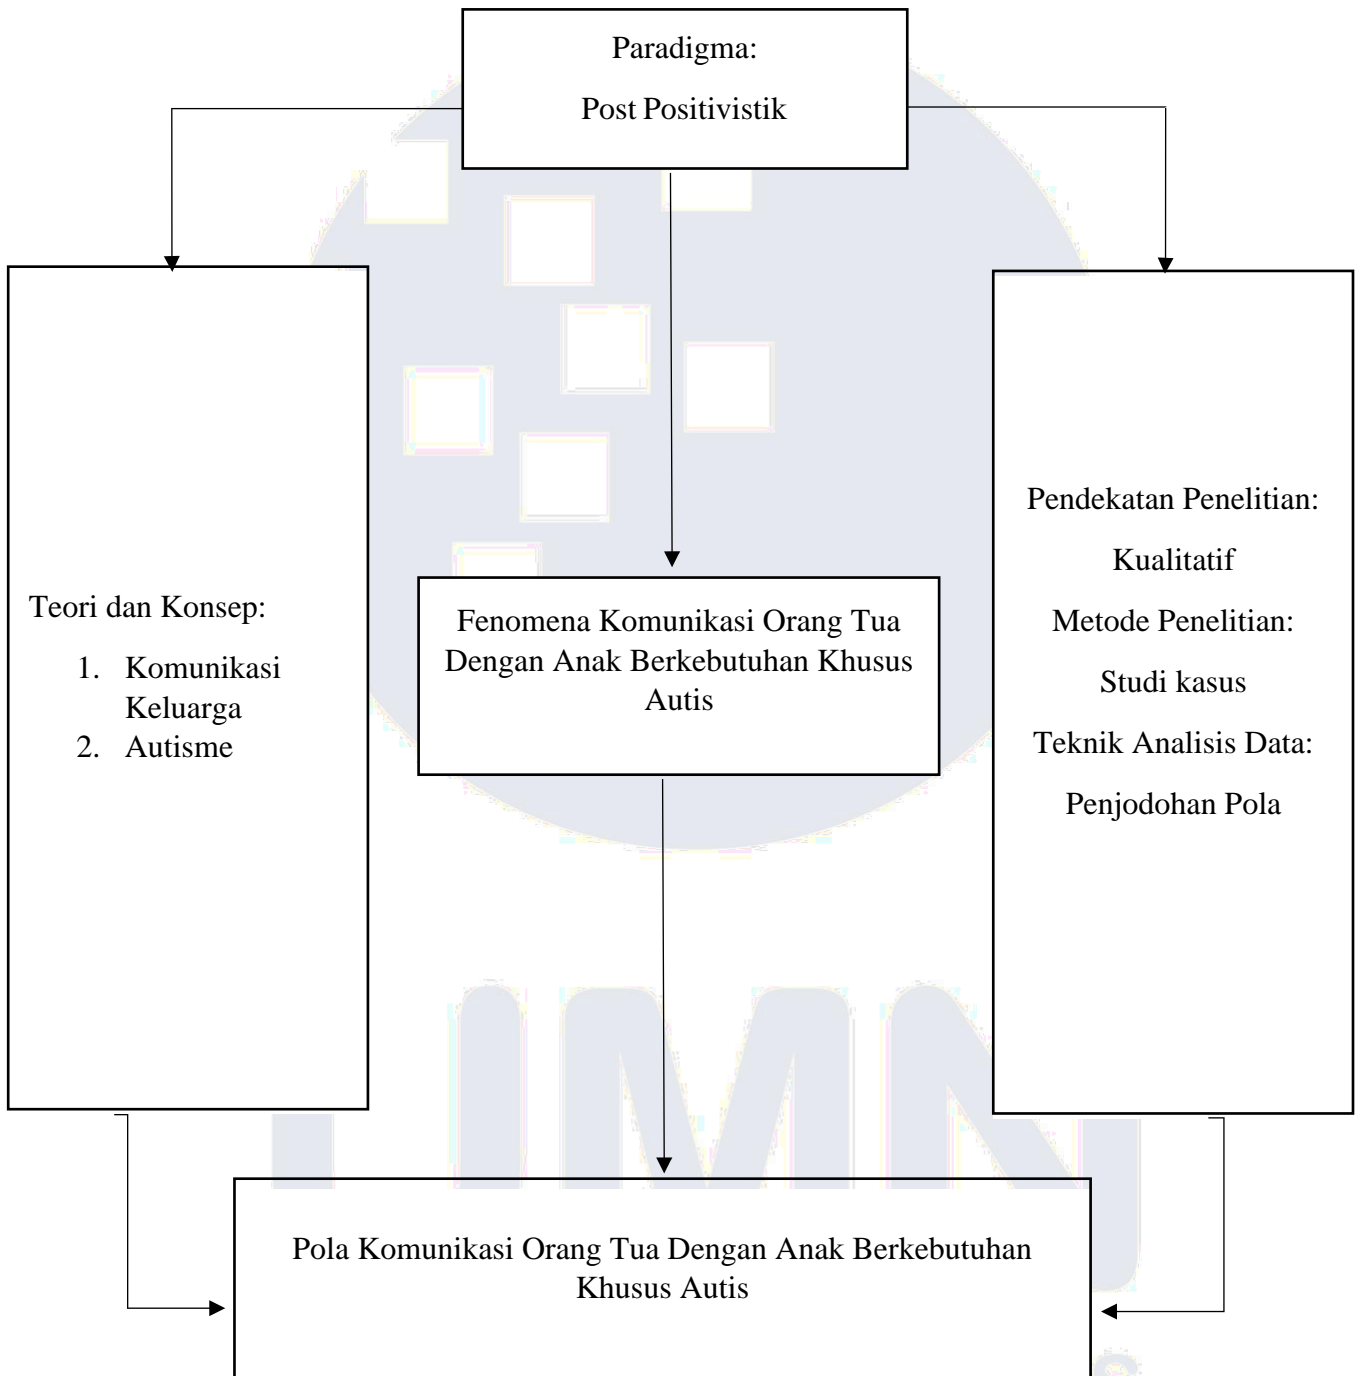 Paradigma:
Post Positivistik
Teori dan Konsep:
1. Komunikasi
Keluarga
2. Autisme
Fenomena Komunikasi Orang Tua
Dengan Anak Berkebutuhan Khusus
Autis
Pendekatan Penelitian:
Kualitatif
Metode Penelitian:
Studi kasus
Teknik Analisis Data:
Penjodohan Pola
Pola Komunikasi Orang Tua Dengan Anak Berkebutuhan
Khusus Autis